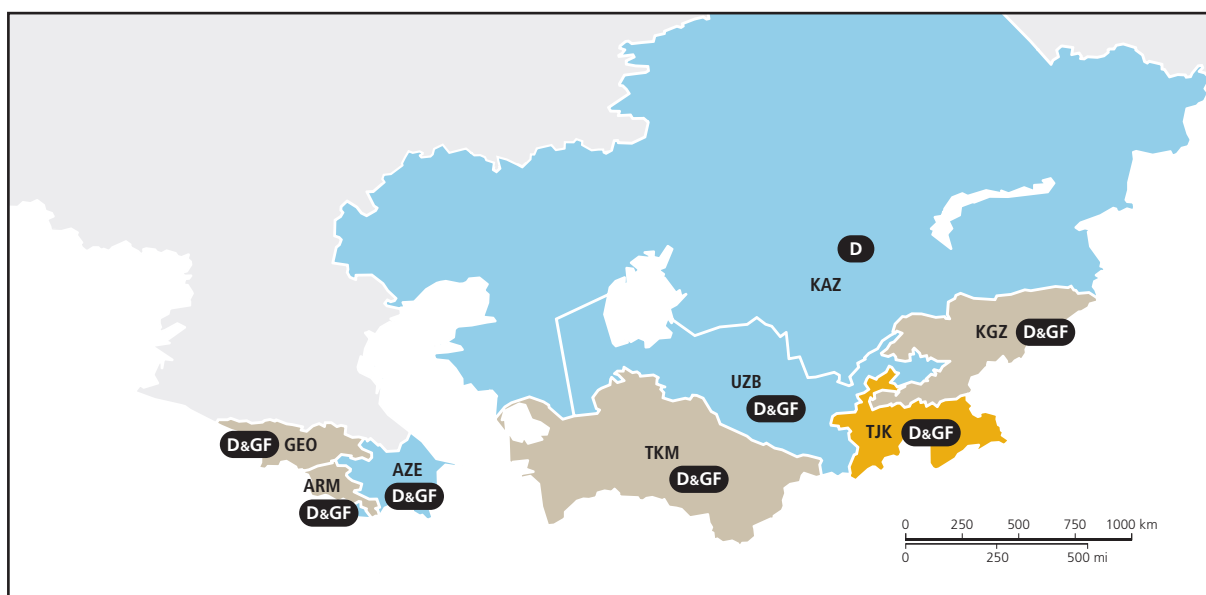 D
KAZ
KGZ D&GF
UZB
D&GF
TJK D&GF
D&GF GEO
TKM
D&GF
AZE
D&GF
ARM
D&GF
0 250 500 750 1000 km
0 250 500 mi